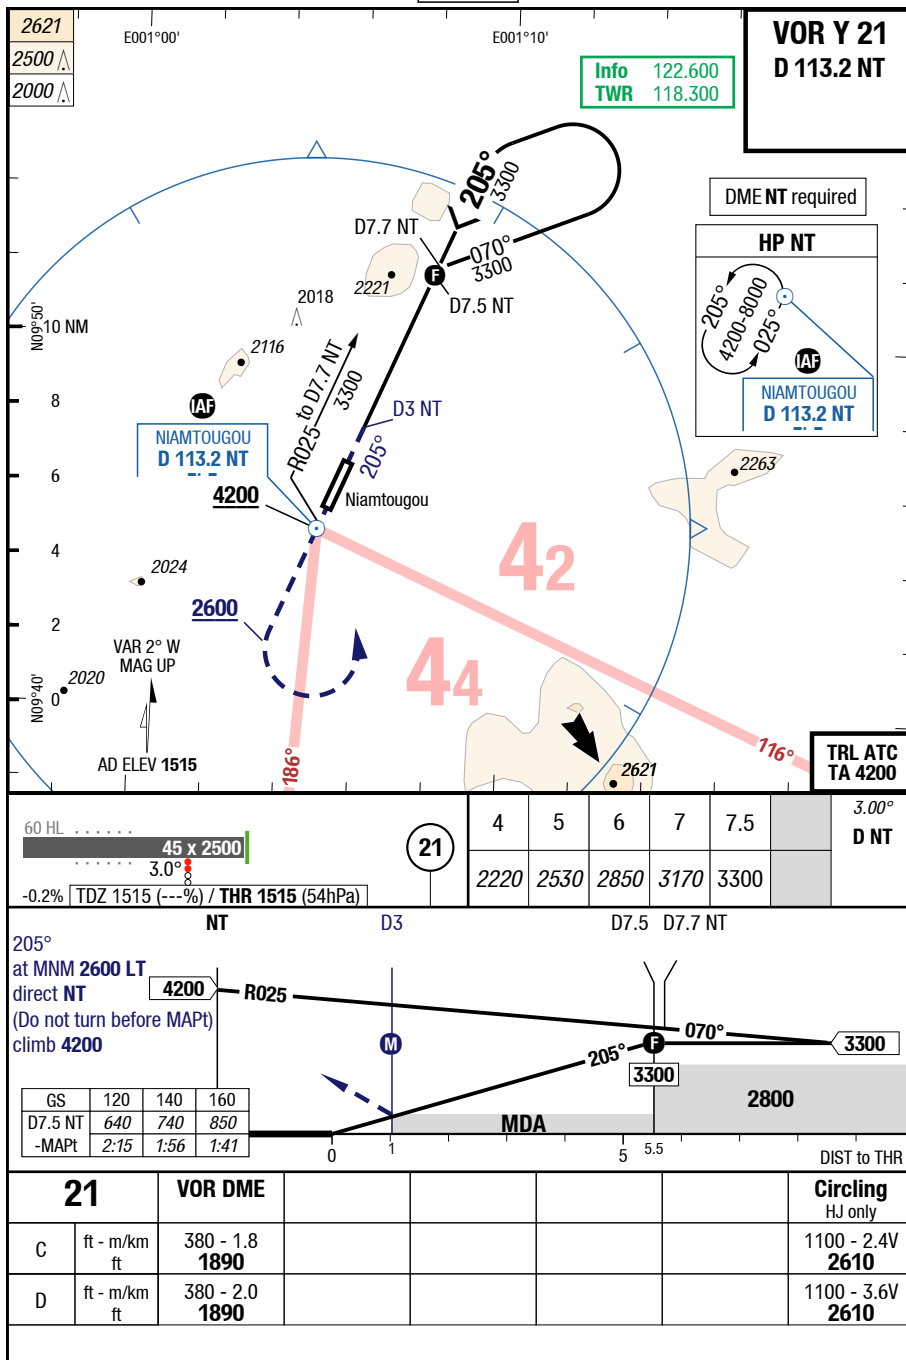 2621
2500
2000
E001°00'
E001°10'
VOR Y 21
D 113.2 NT
Info 122.600
TWR 118.300
DME NT required
HP NT
205°
4200-8000
025°
IAF
NIAMTOUGOU
D 113.2 NT
205°
3300
D7.7 NT
070°
3300
F
D7.5 NT
2221
2018
2116
N09°50'
10 NM
8
6
4
2
0
N09°40'
R025 to D7.7 NT
3300
D3 NT
205°
IAF
NIAMTOUGOU
D 113.2 NT
4200
Niamtougou
2263
42
44
2024
2600
VAR 2° W
MAG UP
2020
AD ELEV 1515
186°
116°
2621
TRL ATC
TA 4200
60 HL
45 x 2500
3.0°
-0.2% TDZ 1515 (---%) / THR 1515 (54hPa)
21
4 5 6 7 7.5
2220 2530 2850 3170 3300
3.00°
D NT
NT D3 D7.5 D7.7 NT
205°
at MNM 2600 LT
direct NT
(Do not turn before MAPt)
climb 4200
4200
R025
070°
3300
M
205°
F
3300
2800
MDA
GS 120 140 160
D7.5 NT 640 740 850
-MAPt 2:15 1:56 1:41
0 1 5 5.5 DIST to THR
21 VOR DME Circling
HJ only
C ft - m/km 380 - 1.8 1100 - 2.4V
ft 1890 2610
D ft - m/km 380 - 2.0 1100 - 3.6V
ft 1890 2610